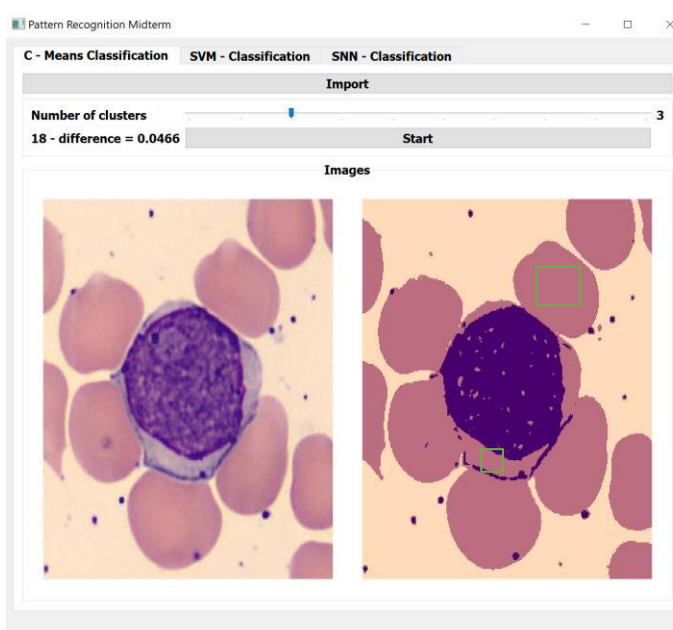 Pattern Recognition Midterm
C - Means Classification SVM - Classification SNN - Classification
Import
Number of clusters 3
18 - difference = 0.0466 Start
Images